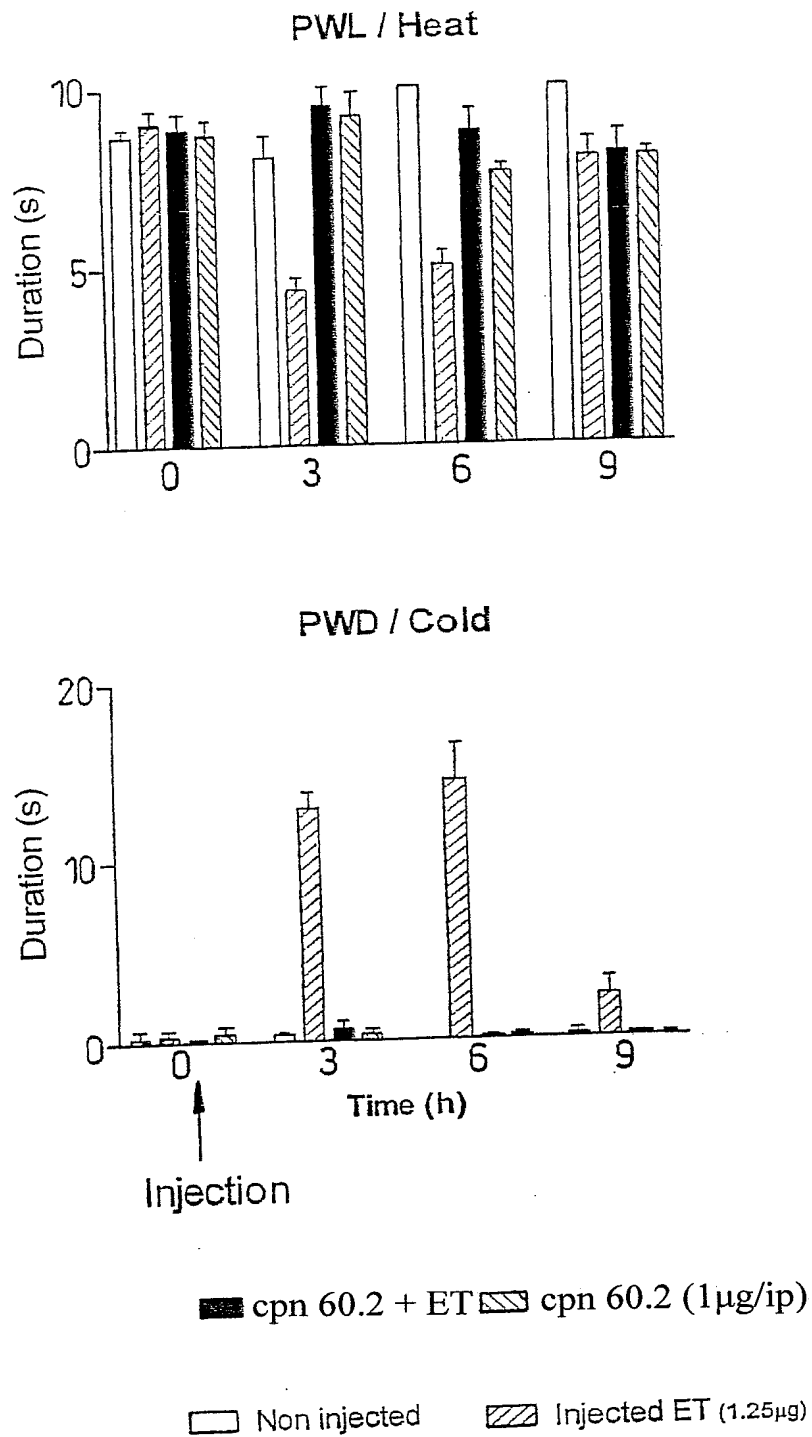 PWL / Heat
10
5
0
Duration (s)
0 3 6 9
PWD / Cold
20
10
0
Duration (s)
0 3 6 9
Time (h)
Injection
cpn 60.2 + ET cpn 60.2 (1µg/ip)
Non injected Injected ET (1.25µg)